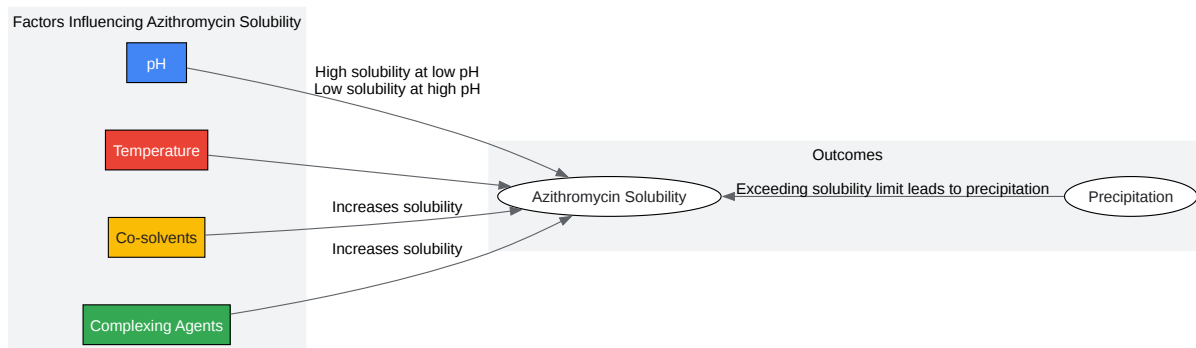 Factors Influencing Azithromycin Solubility
pH
High solubility at low pH
Low solubility at high pH
Temperature
Outcomes
Azithromycin Solubility
Exceeding solubility limit leads to precipitation
Precipitation
Increases solubility
Co-solvents
Increases solubility
Complexing Agents